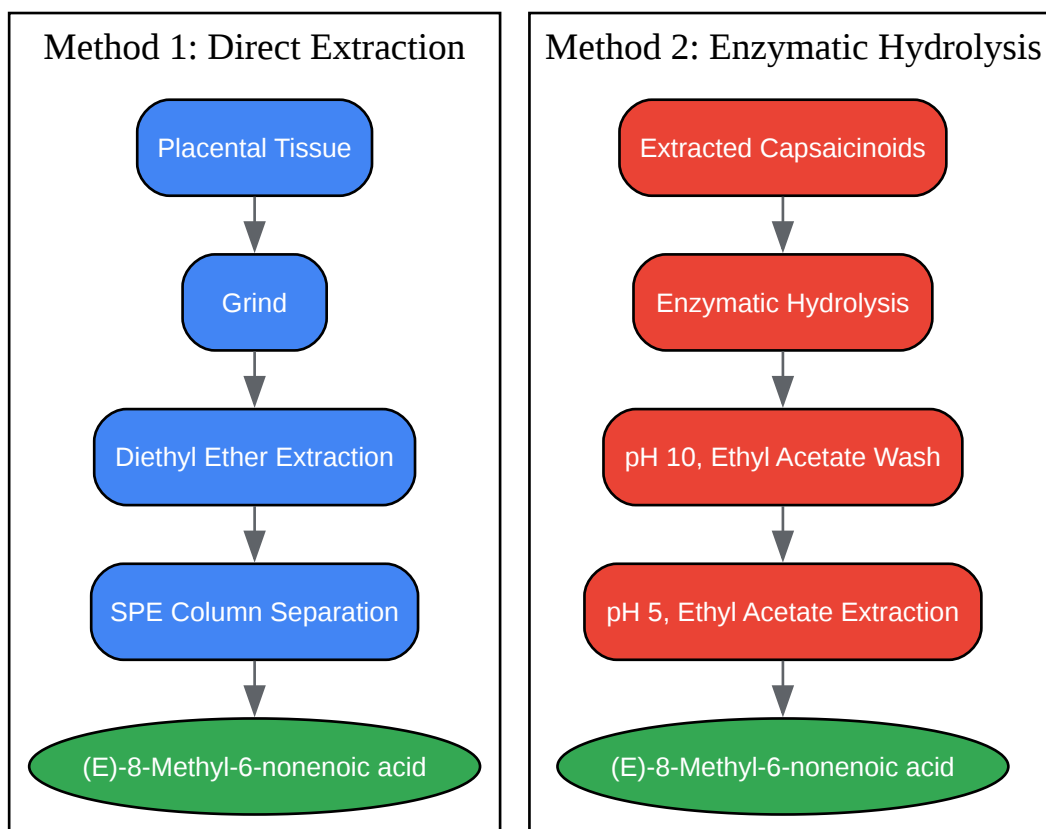 Method 1: Direct Extraction
Placental Tissue
Grind
Diethyl Ether Extraction
SPE Column Separation
(E)-8-Methyl-6-nonenoic acid
Method 2: Enzymatic Hydrolysis
Extracted Capsaicinoids
Enzymatic Hydrolysis
pH 10, Ethyl Acetate Wash
pH 5, Ethyl Acetate Extraction
(E)-8-Methyl-6-nonenoic acid